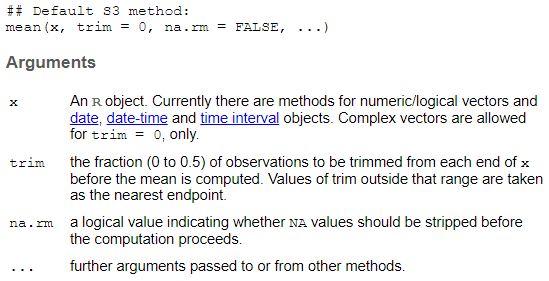 ## Default S3 method:
mean(x, trim = 0, na.rm = FALSE, ...)
Arguments
x An R object. Currently there are methods for numeric/logical vectors and
date, date-time and time interval objects. Complex vectors are allowed
for trim = 0, only.
trim the fraction (0 to 0.5) of observations to be trimmed from each end of x
before the mean is computed. Values of trim outside that range are taken
as the nearest endpoint.
na.rm a logical value indicating whether NA values should be stripped before
the computation proceeds.
... further arguments passed to or from other methods.